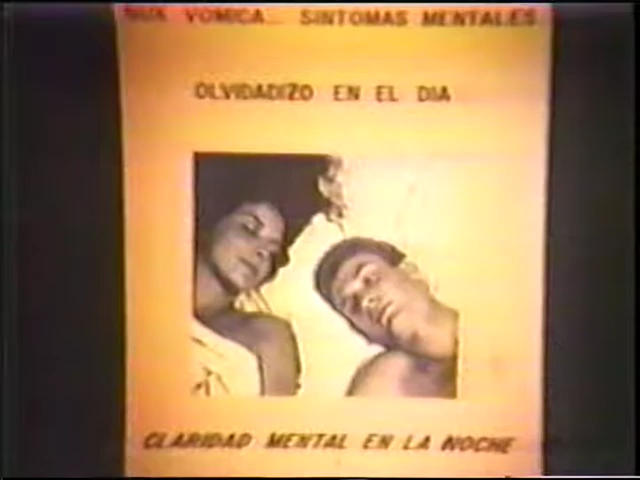 NUX VOMICA... SINTOMAS MENTALES
OLVIDADIZO EN EL DIA
CLARIDAD MENTAL EN LA NOCHE